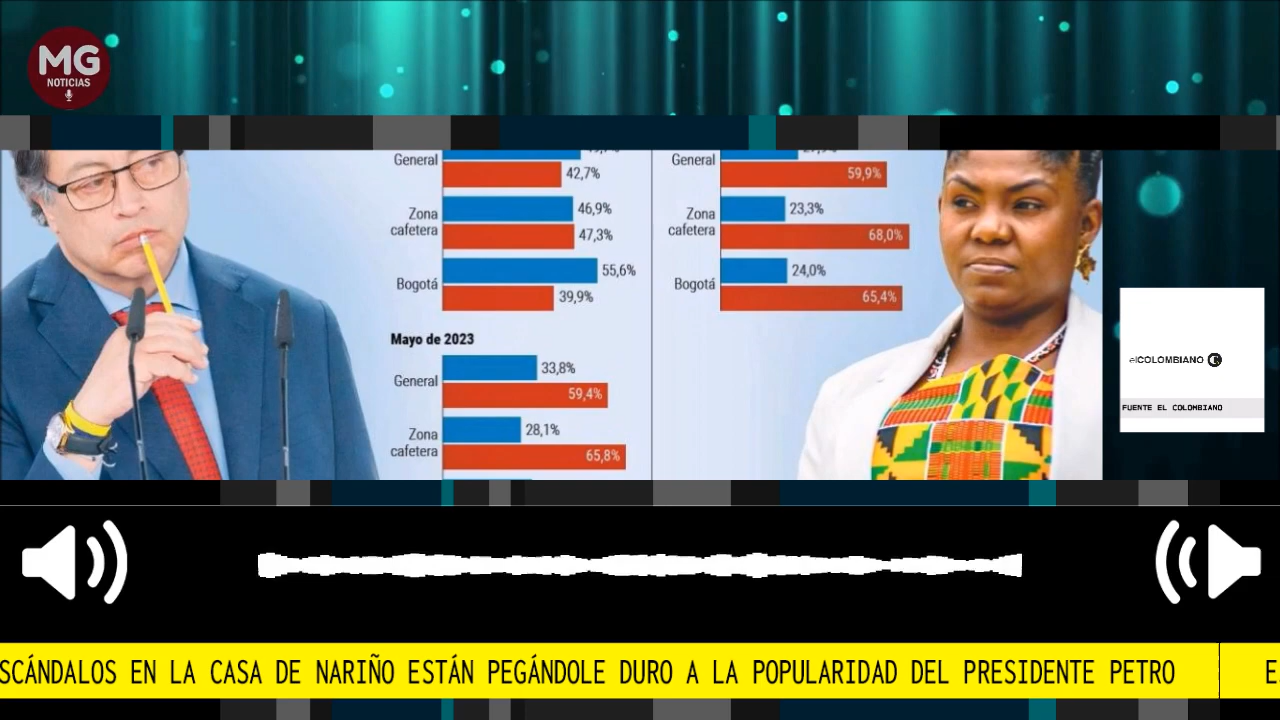 MG
NOTICIAS
General
42,7%
Zona
cafetera
46,9%
47,3%
Bogotá
55,6%
39,9%
Mayo de 2023
General
33,8%
59,4%
Zona
cafetera
28,1%
65,8%
General
59,9%
Zona
cafetera
23,3%
68,0%
Bogotá
24,0%
65,4%
elCOLOMBIANO
FUENTE EL COLOMBIANO
SCÁNDALOS EN LA CASA DE NARIÑO ESTÁN PEGÁNDOLE DURO A LA POPULARIDAD DEL PRESIDENTE PETRO